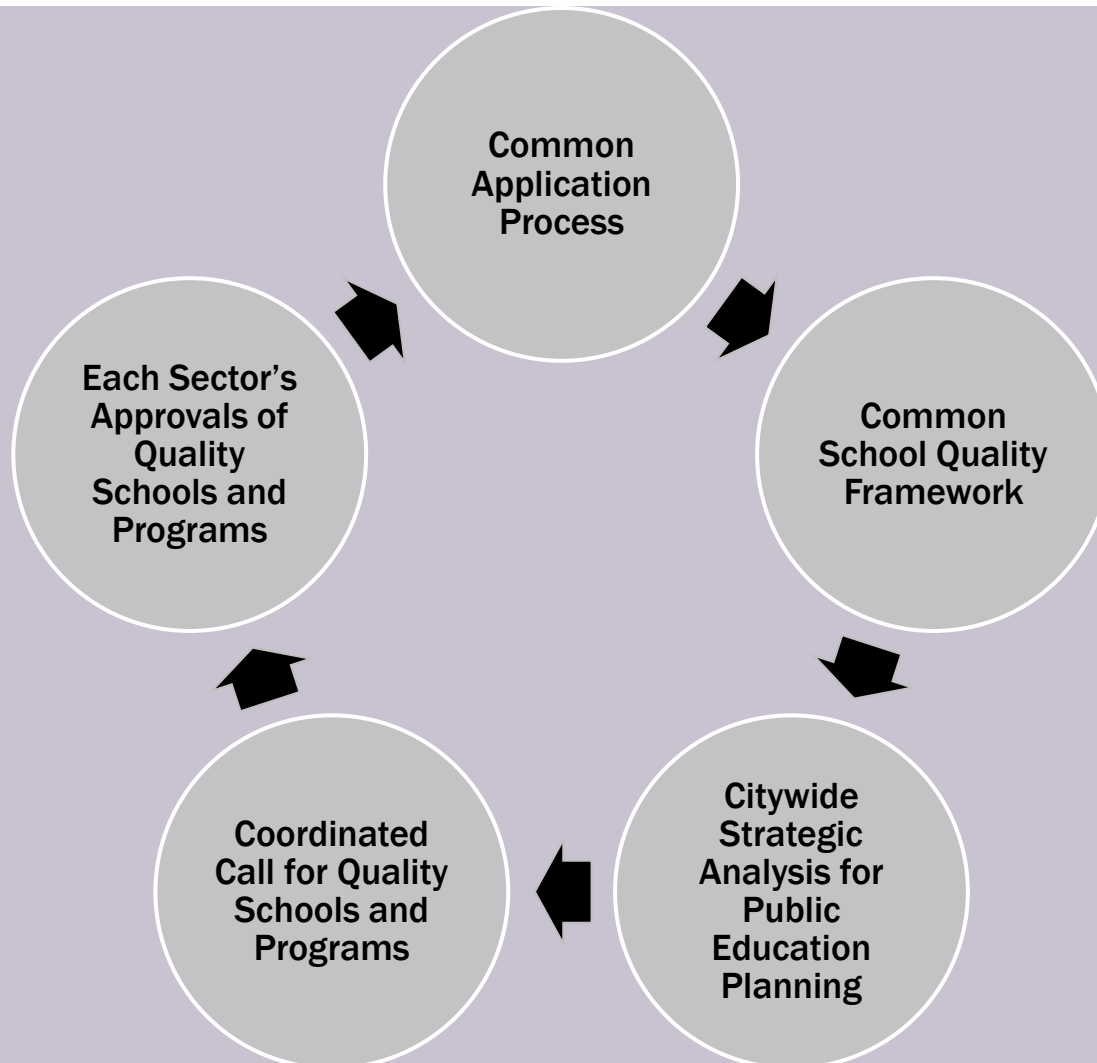 Common
Application
Process
Common
School Quality
Framework
Citywide
Strategic
Analysis for
Public
Education
Planning
Coordinated
Call for Quality
Schools and
Programs
Each Sector’s
Approvals of
Quality
Schools and
Programs